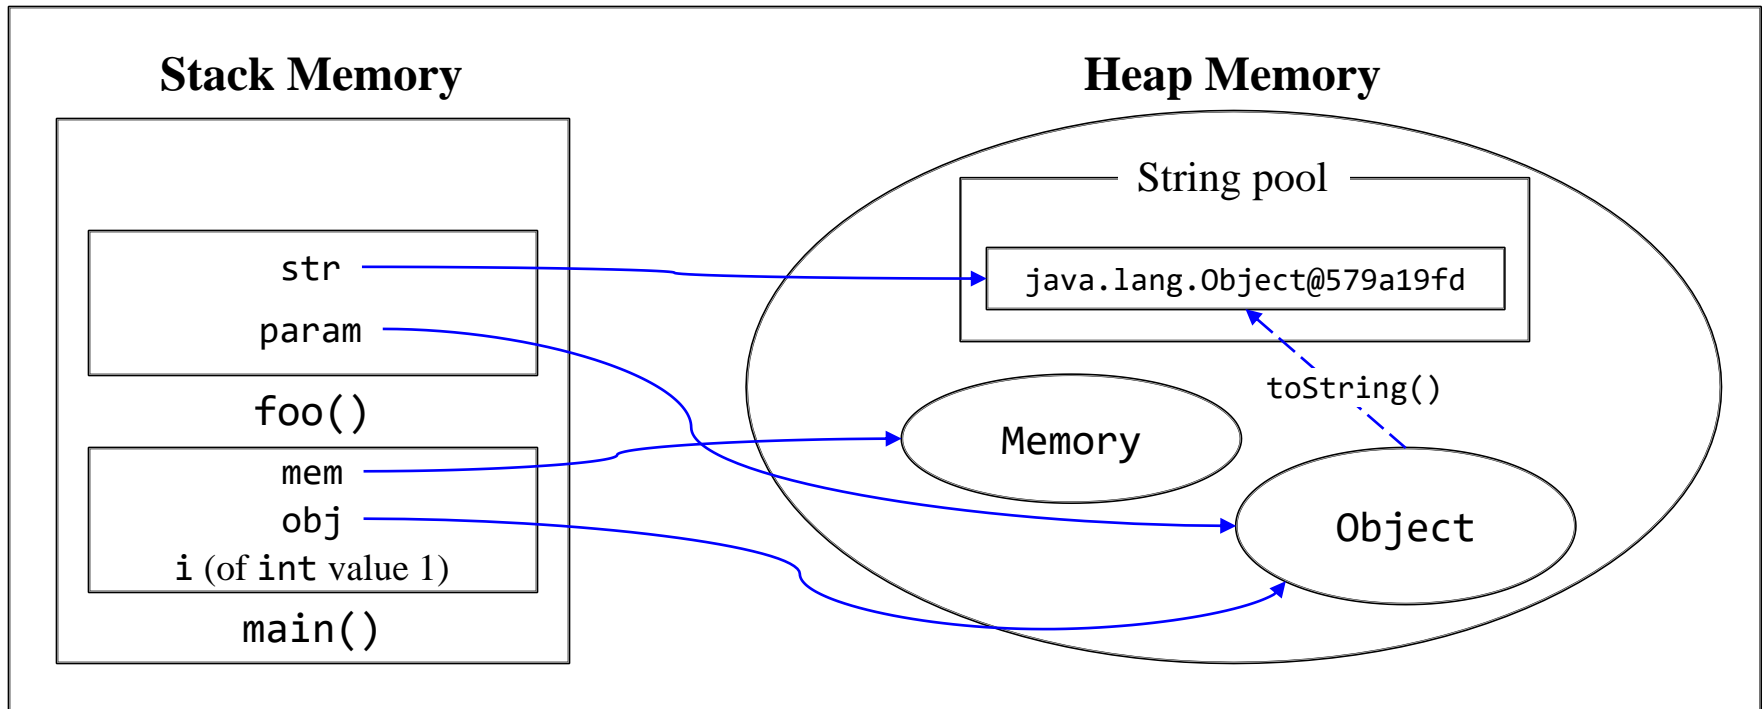 Stack Memory
str
param
foo()
mem
obj
i (of int value 1)
main()
Heap Memory
String pool
java.lang.Object@579a19fd
toString()
Memory
Object